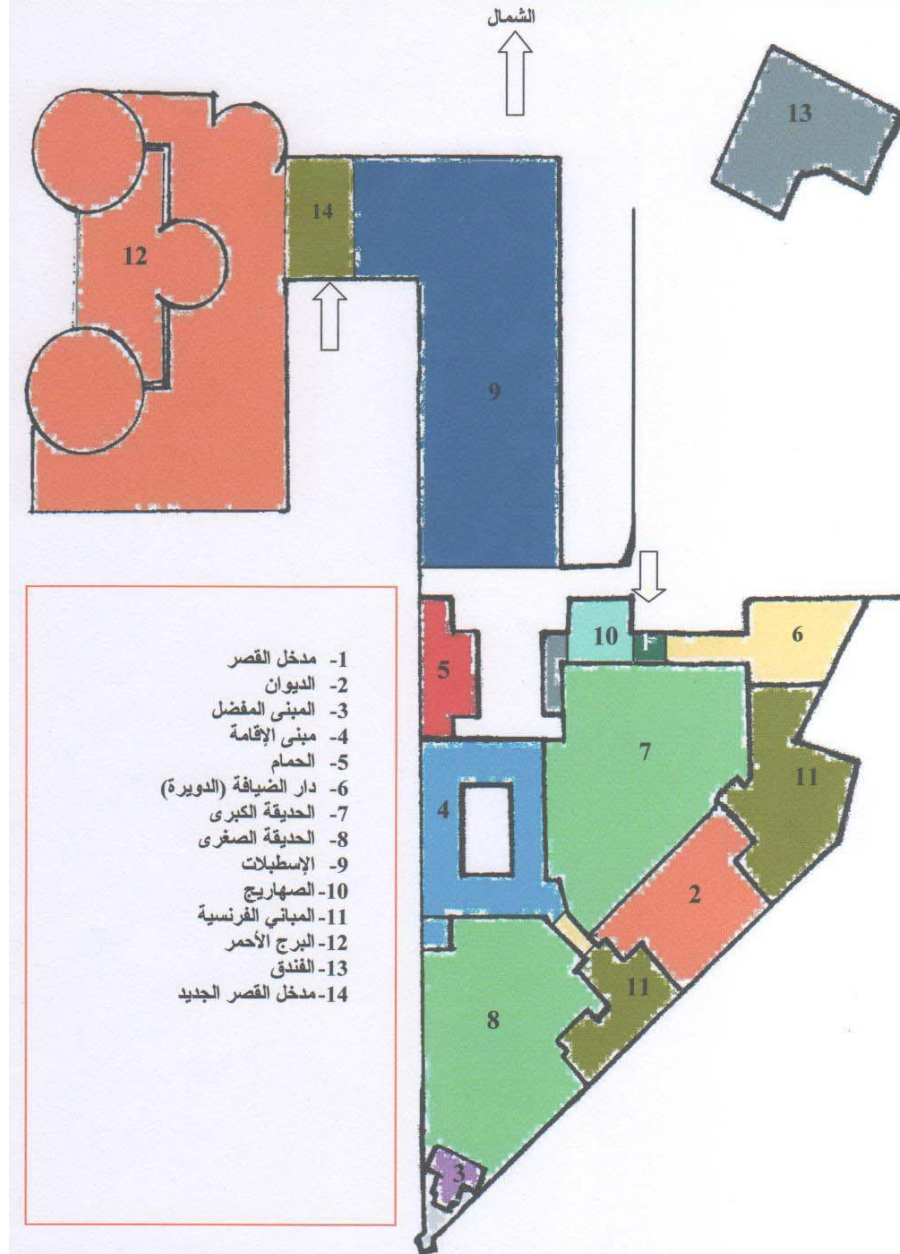 الشمال
13
14
12
9
10
1
6
5
7
11
4
2
11
8
3
1- مدخل القصر
2- الديوان
3- المبنى المفضل
4- مبنى الإقامة
5- الحمام
6- دار الضيافة (الدويرة)
7- الحديقة الكبرى
8- الحديقة الصغرى
9- الإسطبلات
10- الصهاريج
11- المباني الفرنسية
12- البرج الأحمر
13- الفندق
14- مدخل القصر الجديد